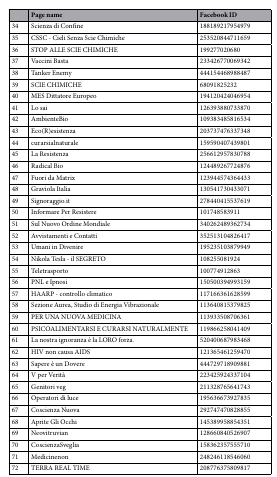 Page name Facebook ID
34 Scienza di Confine 188189217954979
35 CSSC - Cieli Senza Scie Chimiche 253520844711659
36 STOP ALLE SCIE CHIMICHE 199277020680
37 Vaccini Basta 233426770069342
38 Tanker Enemy 444154468988487
39 SCIE CHIMICHE 68091825232
40 MES Dittatore Europeo 194120424046954
41 Lo sai 126393880733870
42 AmbienteBio 109383485816534
43 Eco(R)esistenza 203737476337348
44 curarsialnaturale 159590407439801
45 La Resistenza 256612957830788
46 Radical Bio 124489267724876
47 Fuori da Matrix 123944574364433
48 Graviola Italia 130541730433071
49 Signoraggio.it 278440415537619
50 Informare Per Resistere 101748583911
51 Sul Nuovo Ordine Mondiale 340262489362734
52 Avvistamenti e Contatti 352513104826417
53 Umani in Divenire 195235103879949
54 Nikola Tesla - il SEGRETO 108255081924
55 Teletrasporto 100774912863
56 PNL e Ipnosi 150500394993159
57 HAARP - controllo climatico 117166361628599
58 Sezione Aurea, Studio di Energia Vibrazionale 113640815379825
59 PER UNA NUOVA MEDICINA 113933508706361
60 PSICOALIMENTARSI E CURARSI NATURALMENTE 119866258041409
61 La nostra ignoranza è la LORO forza. 520400687983468
62 HIV non causa AIDS 121365461259470
63 Sapere è un Dovere 444729718909881
64 V per Verità 223425924337104
65 Genitori veg 211328765641743
66 Operatori di luce 195636673927835
67 Coscienza Nuova 292747470828855
68 Aprite Gli Occhi 145389958854351
69 Neovitruvian 128660840526907
70 CoscienzaSveglia 158362357555710
71 Medicinenon 248246118546060
72 TERRA REAL TIME 208776375809817